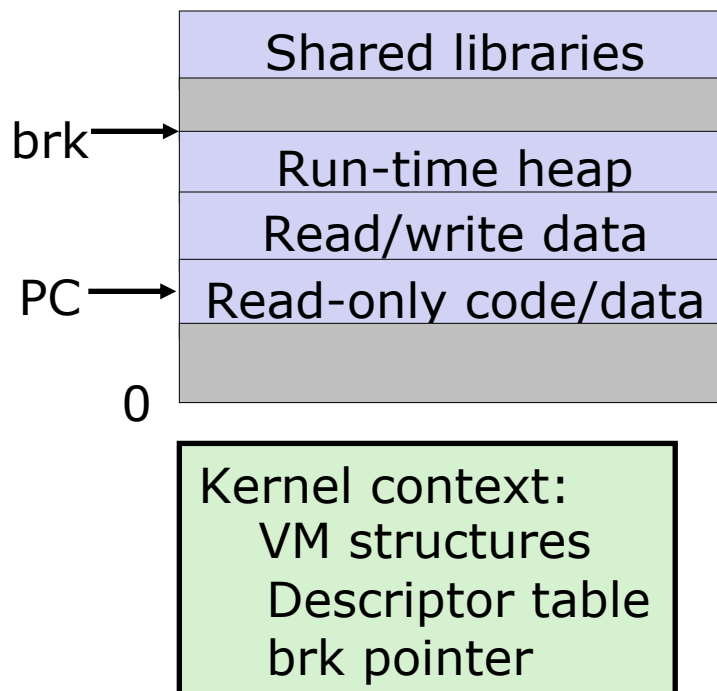 Shared libraries
brk
Run-time heap
Read/write data
PC
Read-only code/data
0
Kernel context:
VM structures
Descriptor table
brk pointer